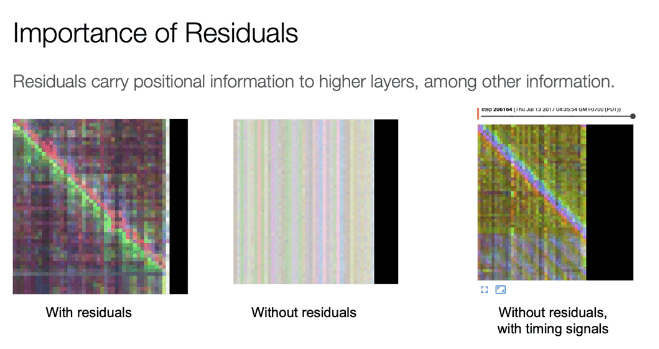 Importance of Residuals
Residuals carry positional information to higher layers, among other information.
step 206164 (Thu Jul 13 2017 04:35:54 GMT-0700 (PDT))
With residuals
Without residuals
Without residuals,
with timing signals